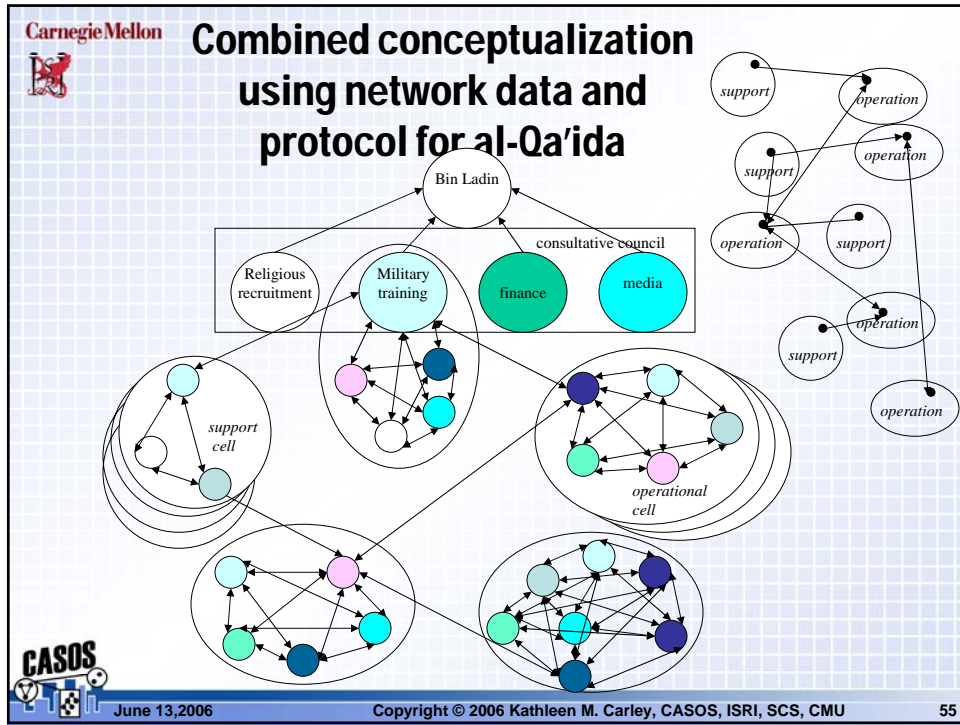 Carnegie Mellon
Combined conceptualization
using network data and
protocol for al-Qa'ida
Bin Ladin
consultative council
Religious
recruitment
Military
training
finance
media
support
cell
operational
cell
support
operation
support
operation
operation
support
operation
support
operation
CASOS
June 13,2006
Copyright © 2006 Kathleen M. Carley, CASOS, ISRI, SCS, CMU
55